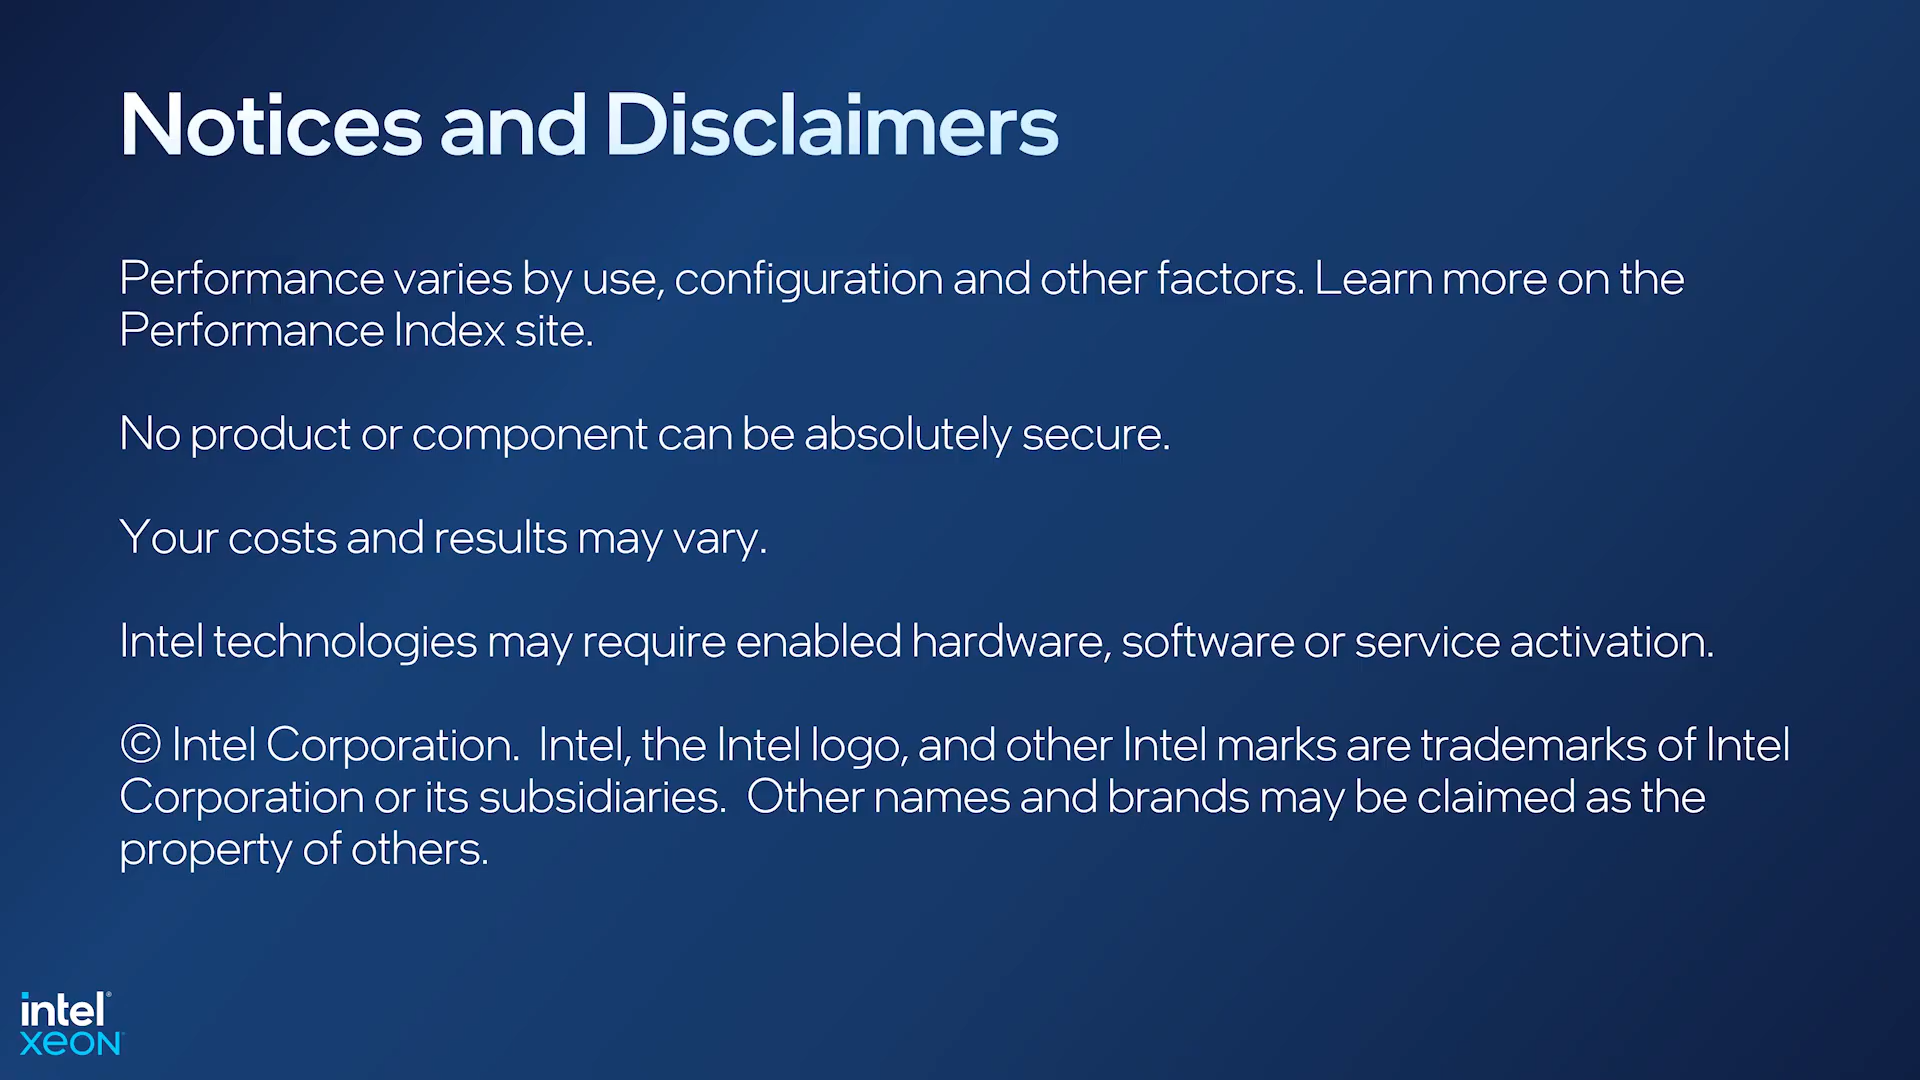 Notices and Disclaimers
Performance varies by use, configuration and other factors. Learn more on the
Performance Index site.
No product or component can be absolutely secure.
Your costs and results may vary.
Intel technologies may require enabled hardware, software or service activation.
© Intel Corporation.  Intel, the Intel logo, and other Intel marks are trademarks of Intel
Corporation or its subsidiaries.  Other names and brands may be claimed as the
property of others.
intel®
xeon